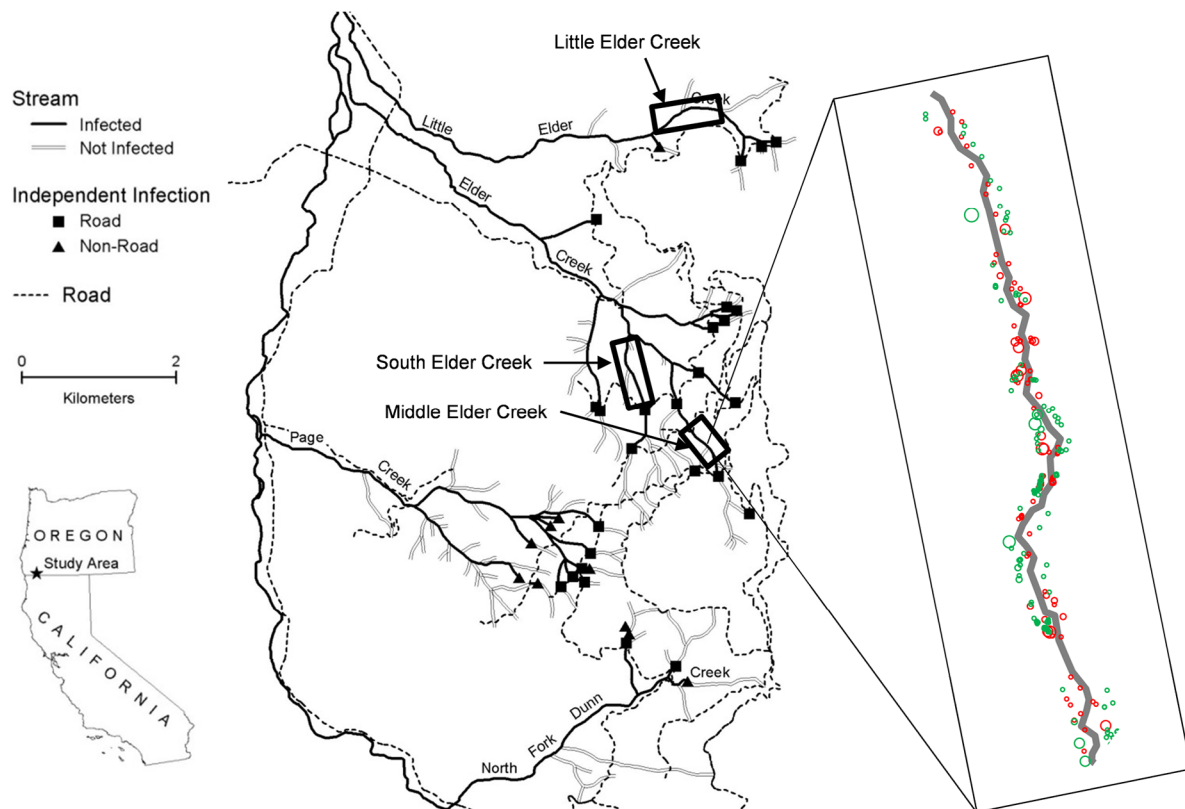 Little Elder Creek
Stream
Infected
Not Infected
Independent Infection
Road
Non-Road
Road
0 2
Kilometers
Little
Elder
Creek
Elder
Creek
South Elder Creek
Middle Elder Creek
Page
Creek
OREGON
Study Area
CALIFORNIA
Creek
Dunn
Fork
North